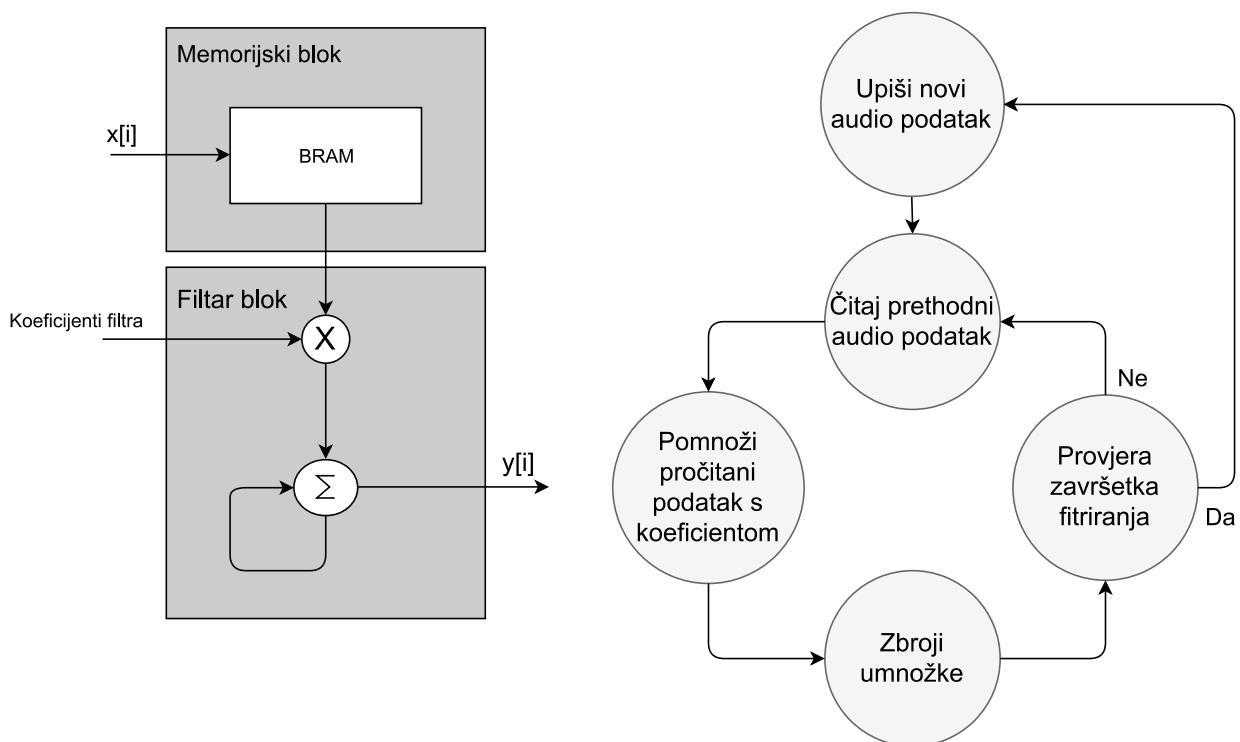 Memorijski blok
x[i]
BRAM
Filtar blok
Koeficijenti filtra
X
Σ
y[i]
Upiši novi
audio podatak
Čitaj prethodni
audio podatak
Ne
Pomnoži
pročitani
podatak s
koeficientom
Provjera
završetka
fitriranja
Da
Zbroji
umnožke